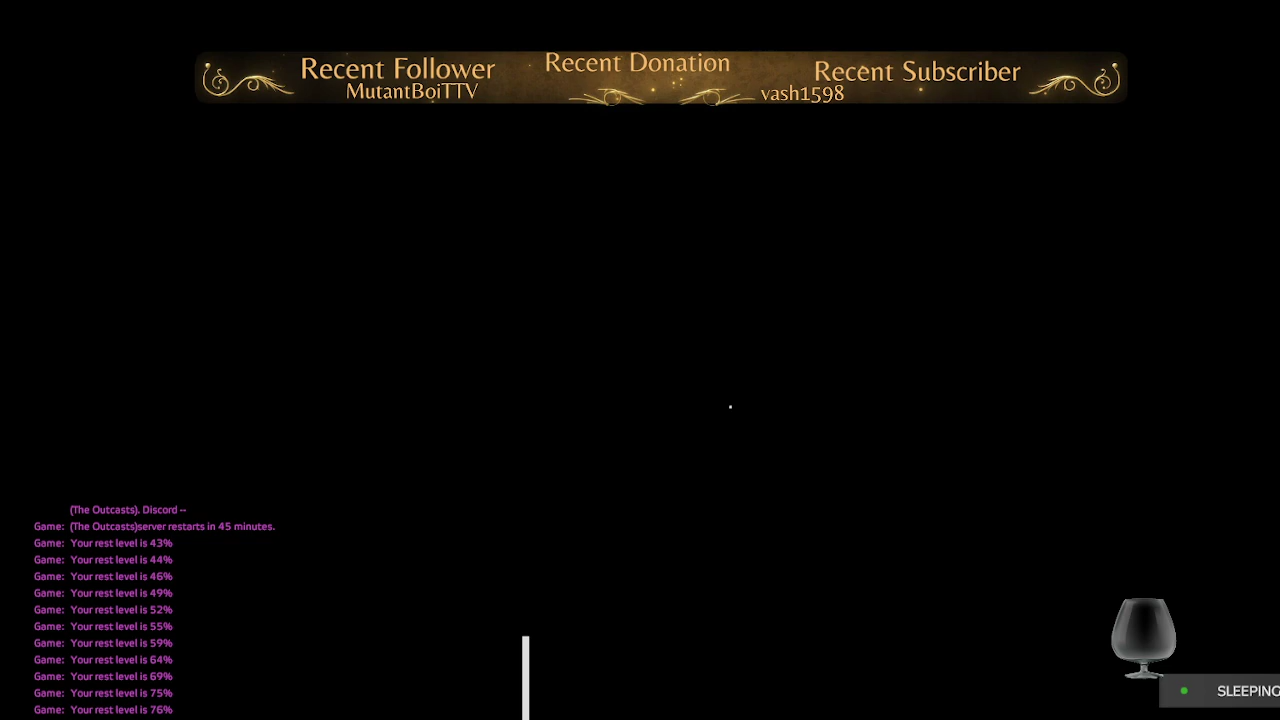 Recent Follower
MutantBoiTTV
Recent Donation
Recent Subscriber
vash1598
(The Outcasts). Discord --
Game: (The Outcasts)server restarts in 45 minutes.
Game: Your rest level is 43%
Game: Your rest level is 44%
Game: Your rest level is 46%
Game: Your rest level is 49%
Game: Your rest level is 52%
Game: Your rest level is 55%
Game: Your rest level is 59%
Game: Your rest level is 64%
Game: Your rest level is 69%
Game: Your rest level is 75%
Game: Your rest level is 76%
SLEEPING